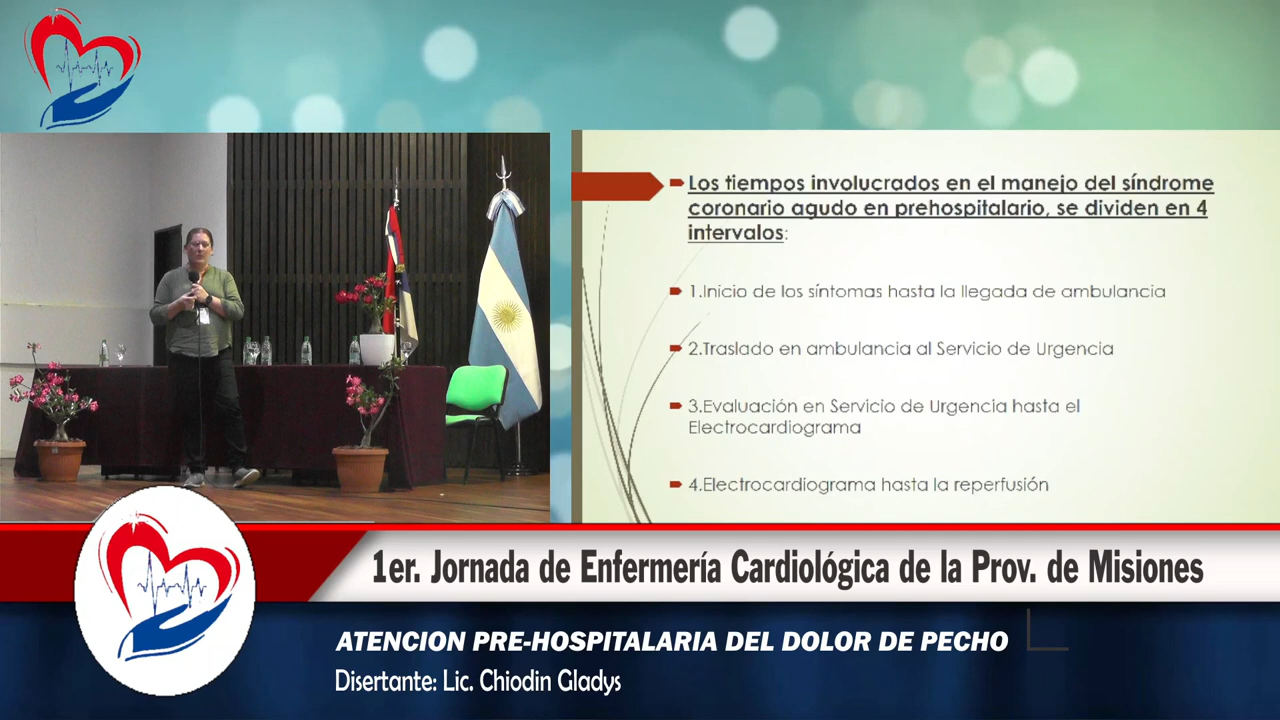 Los tiempos involucrados en el manejo del síndrome
coronario agudo en prehospitalario, se dividen en 4
intervalos:
1.Inicio de los síntomas hasta la llegada de ambulancia
2.Traslado en ambulancia al Servicio de Urgencia
3.Evaluación en Servicio de Urgencia hasta el
Electrocardiograma
4.Electrocardiograma hasta la reperfusión
1er. Jornada de Enfermería Cardiológica de la Prov. de Misiones
ATENCION PRE-HOSPITALARIA DEL DOLOR DE PECHO
Disertante: Lic. Chiodin Gladys